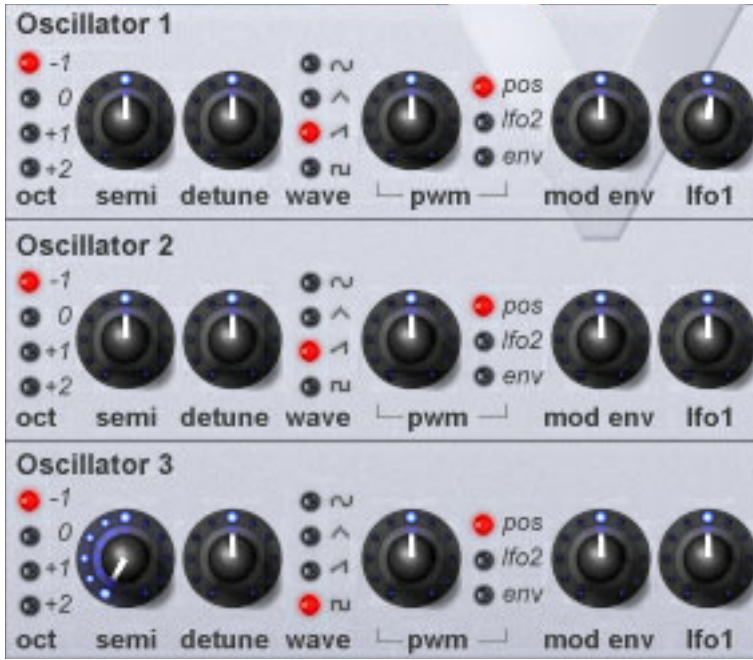 Oscillator 1
-1
0
+1
+2
pos
lfo2
env
oct semi detune wave pwm mod env lfo1
Oscillator 2
-1
0
+1
+2
pos
lfo2
env
oct semi detune wave pwm mod env lfo1
Oscillator 3
-1
0
+1
+2
pos
lfo2
env
oct semi detune wave pwm mod env lfo1